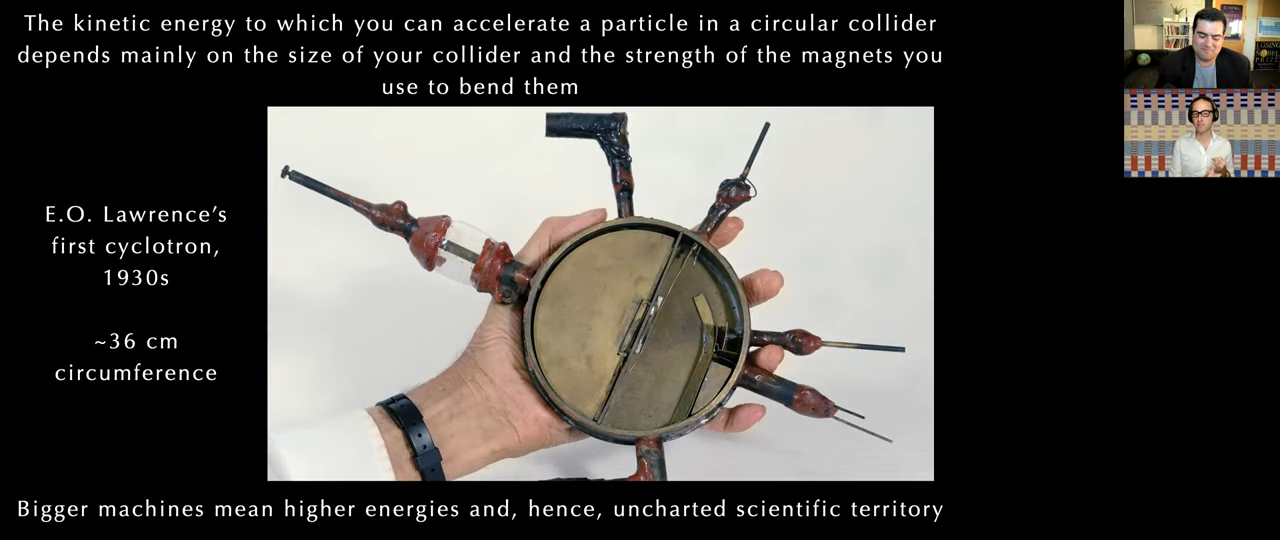 The kinetic energy to which you can accelerate a particle in a circular collider
depends mainly on the size of your collider and the strength of the magnets you
use to bend them
E.O. Lawrence's
first cyclotron,
1930s
~36 cm
circumference
Bigger machines mean higher energies and, hence, uncharted scientific territory